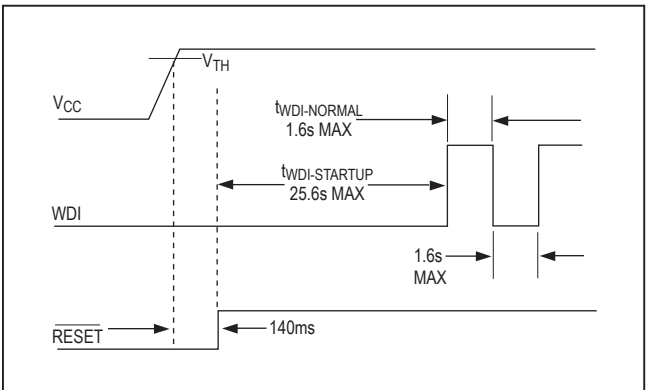 VTH
VCC
tWDI-NORMAL
1.6s MAX
tWDI-STARTUP
25.6s MAX
WDI
1.6s
MAX
RESET
140ms